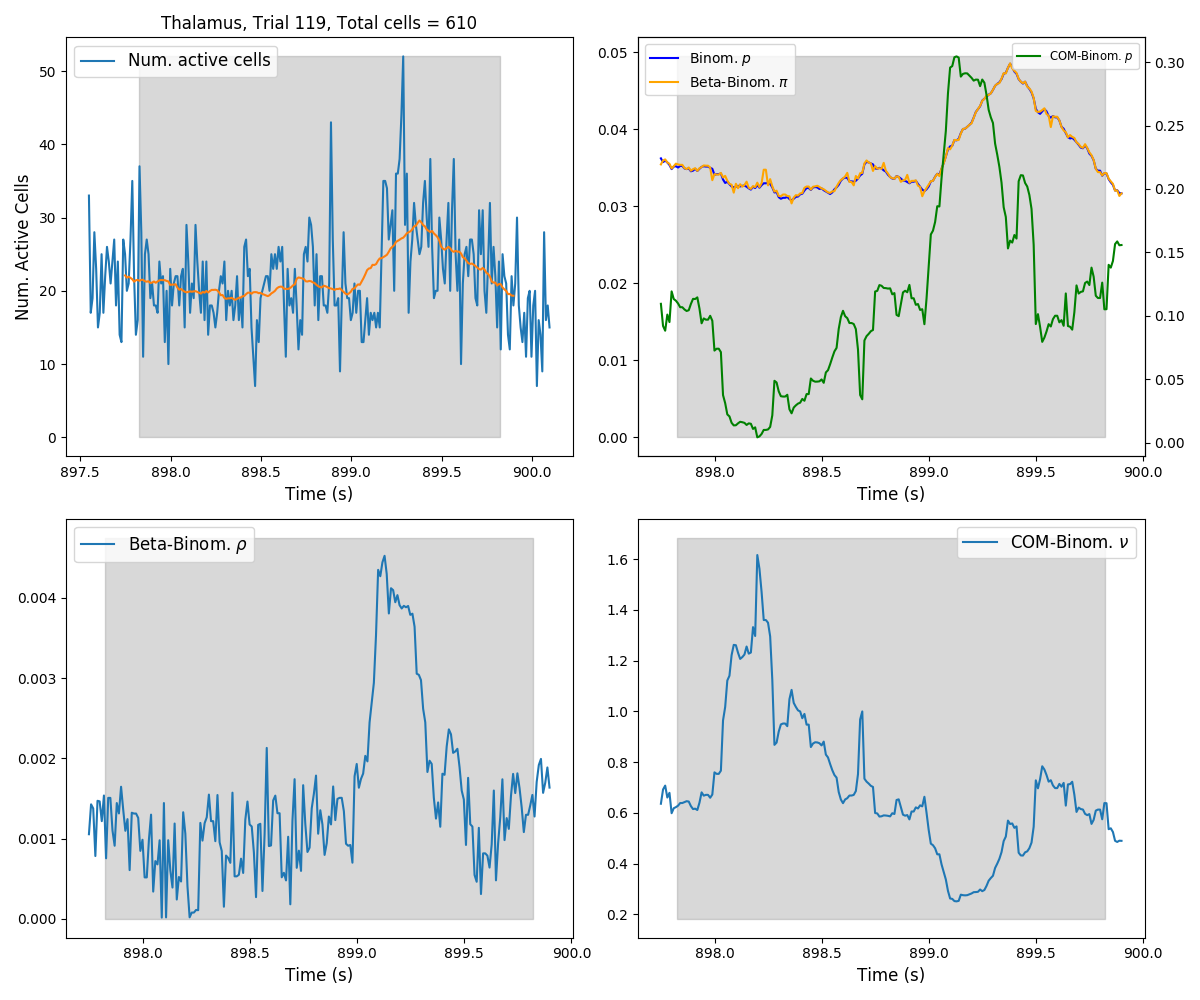 Thalamus, Trial 119, Total cells = 610
Num. active cells
Num. Active Cells
50
40
30
20
10
0
897.5 898.0 898.5 899.0 899.5 900.0
Time (s)
Binom. p
Beta-Binom. π
COM-Binom. p
0.05
0.04
0.03
0.02
0.01
0.00
0.30
0.25
0.20
0.15
0.10
0.05
0.00
898.0 898.5 899.0 899.5 900.0
Time (s)
Beta-Binom. ρ
0.004
0.003
0.002
0.001
0.000
898.0 898.5 899.0 899.5 900.0
Time (s)
COM-Binom. ν
1.6
1.4
1.2
1.0
0.8
0.6
0.4
0.2
898.0 898.5 899.0 899.5 900.0
Time (s)